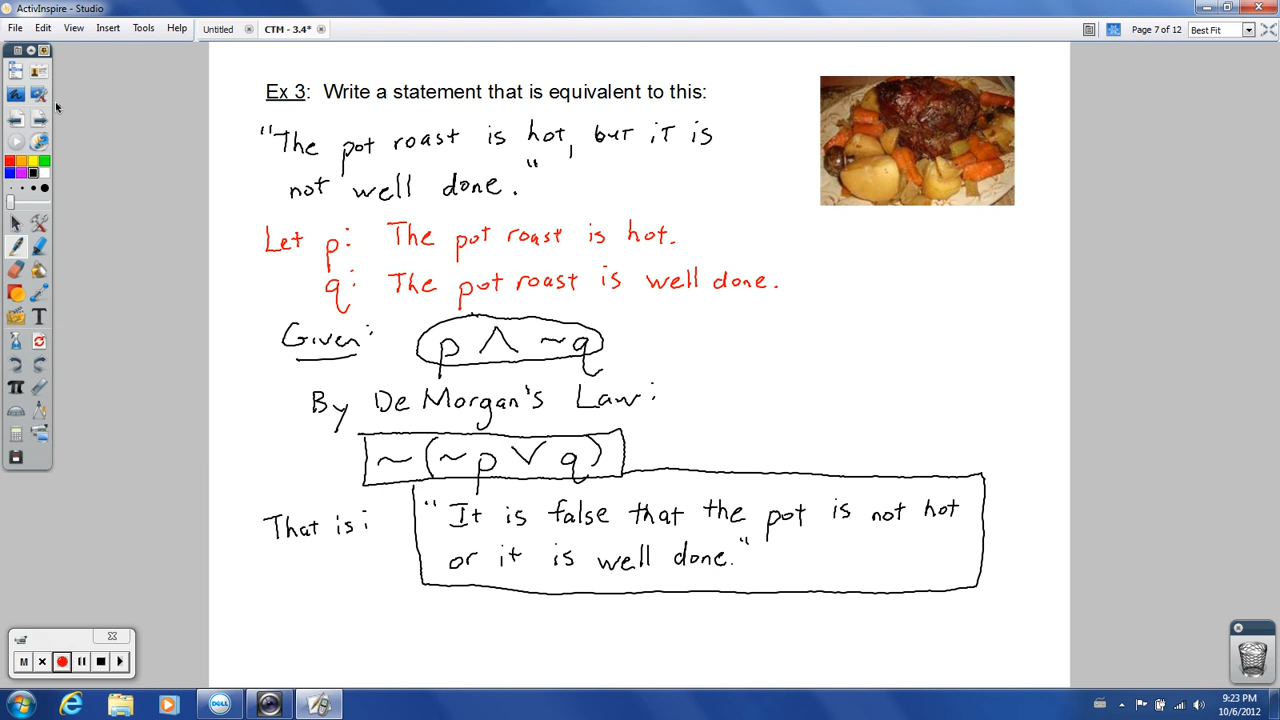 ActivInspire - Studio
File Edit View Insert Tools Help Untitled CTM - 3.4* Page 7 of 12 Best Fit
Ex 3: Write a statement that is equivalent to this:
"The pot roast is hot, but it is
not well done."
Let p: The pot roast is hot.
q: The pot roast is well done.
Given: p ∧ ~q
By De Morgan's Law:
~(~p ∨ q)
That is: "It is false that the pot is not hot
or it is well done."
M
DELL
9:23 PM
10/6/2012